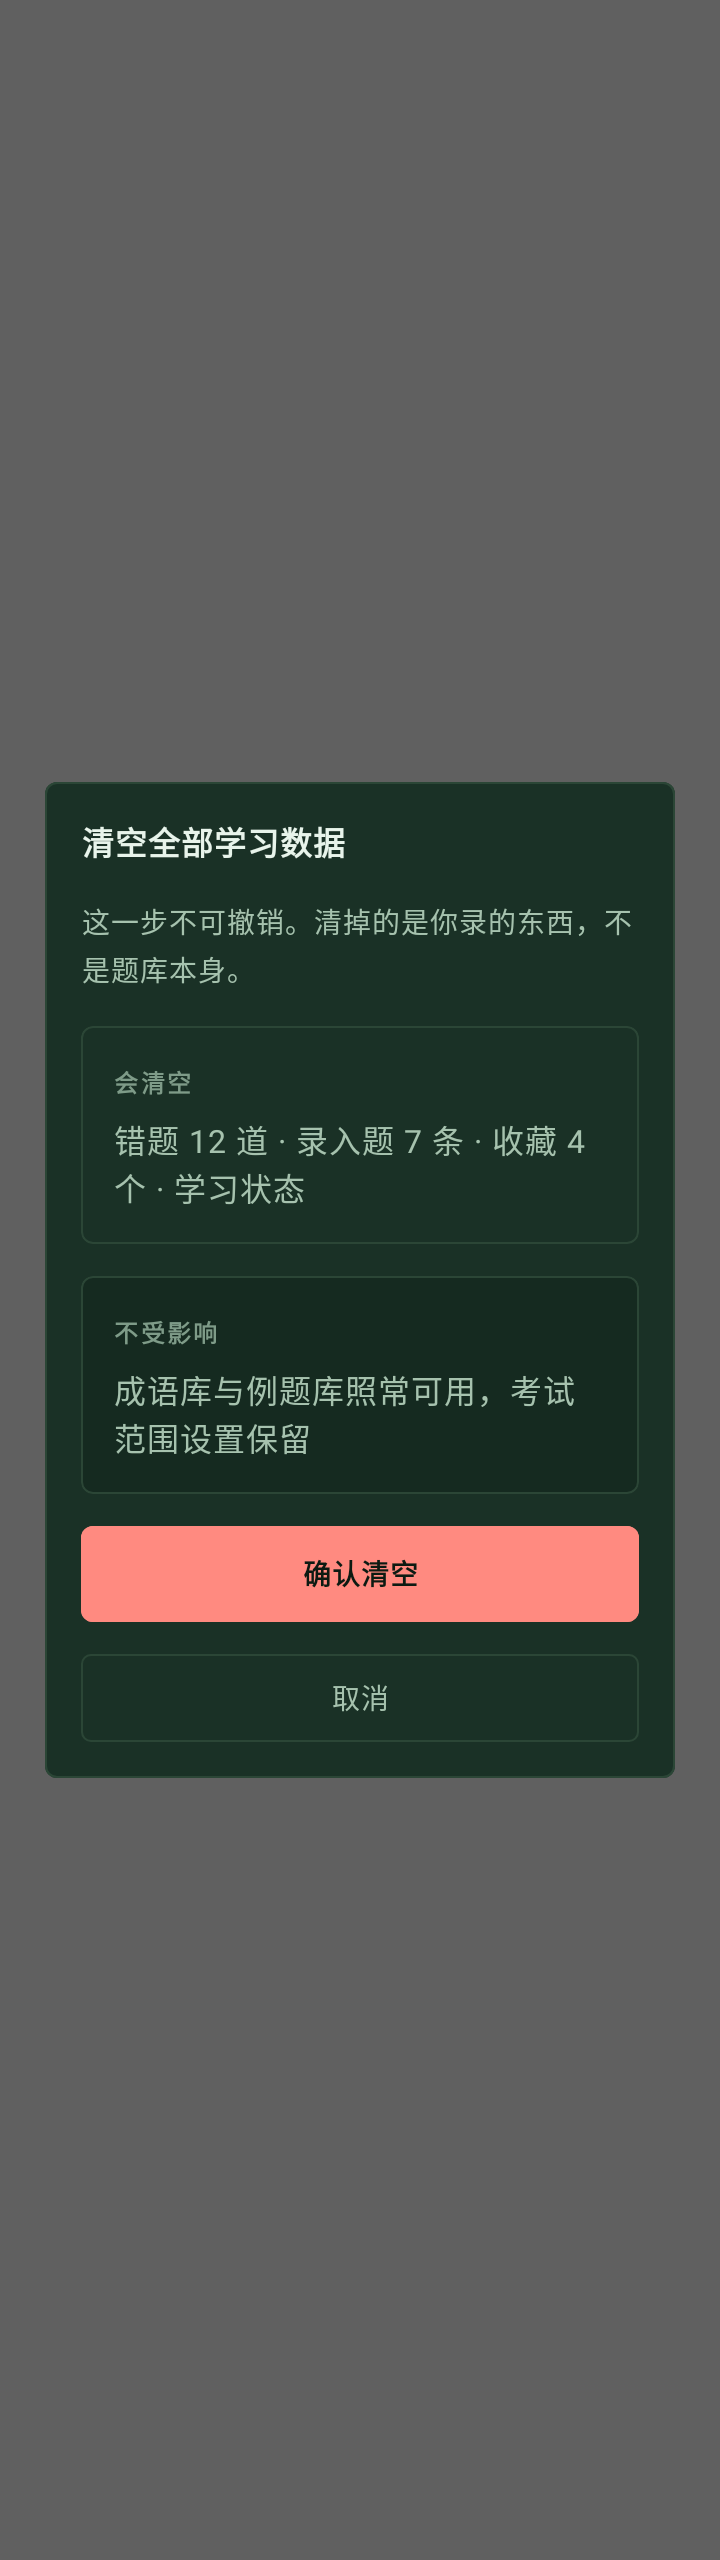 清空全部学习数据
这一步不可撤销。清掉的是你录的东西，不
是题库本身。
会清空
错题 12 道 · 录入题 7 条 · 收藏 4
个 · 学习状态
不受影响
成语库与例题库照常可用，考试
范围设置保留
确认清空
取消